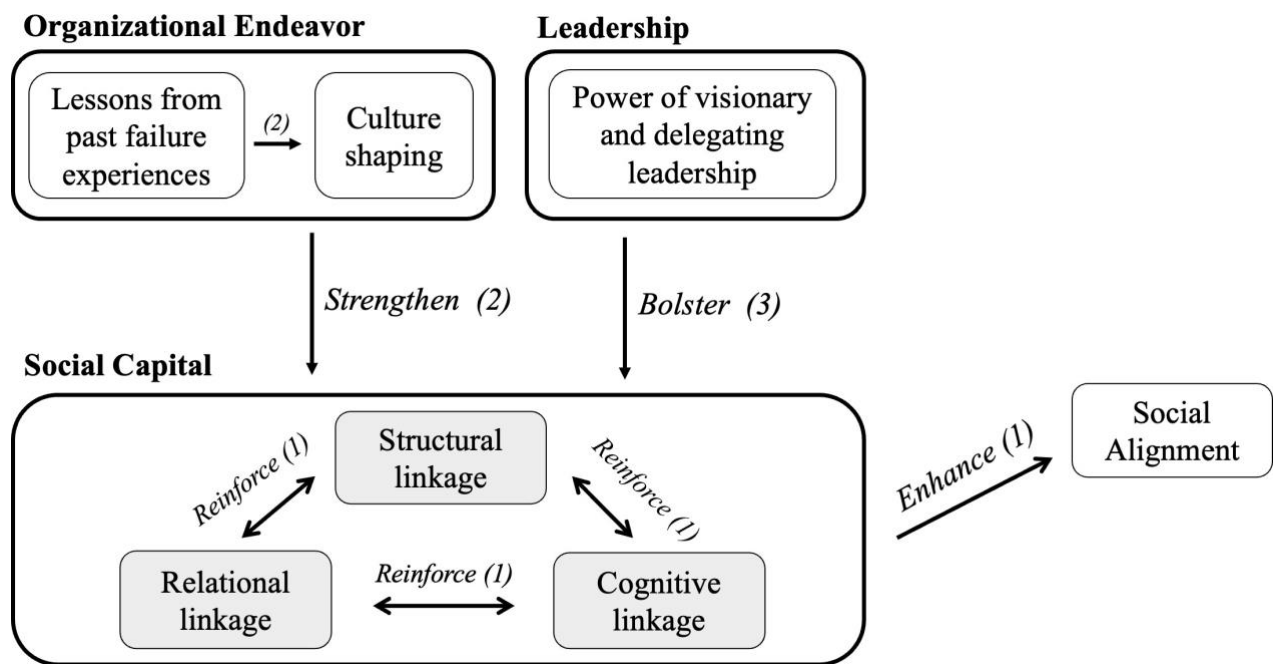 Organizational Endeavor
Lessons from
past failure
experiences
(2)
Culture
shaping
Leadership
Power of visionary
and delegating
leadership
Strengthen (2)
Bolster (3)
Social Capital
Structural
linkage
Reinforce (1)
Reinforce (1)
Relational
linkage
Reinforce (1)
Cognitive
linkage
Enhance (1)
Social
Alignment